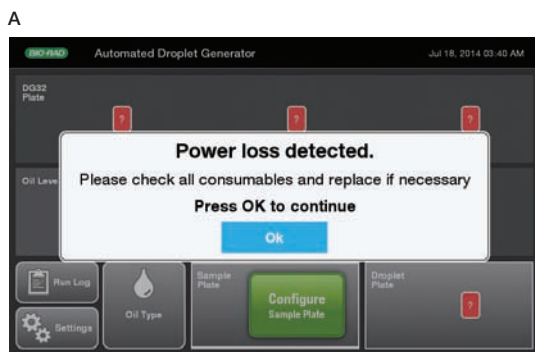 A
BIO-RAD Automated Droplet Generator Jul 18, 2014 03:40 AM
DG32
Plate
? ? ?
Power loss detected.
Oil Leve
Please check all consumables and replace if necessary
Press OK to continue
Ok
Run Log
Settings
Oil Type
Sample
Plate
Configure
Sample Plate
Droplet
Plate
?